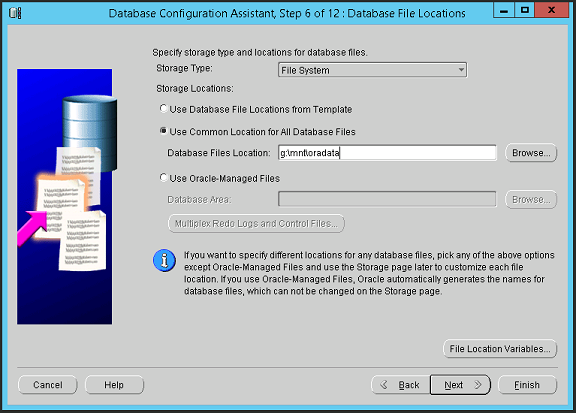 Database Configuration Assistant, Step 6 of 12 : Database File Locations
Specify storage type and locations for database files.
Storage Type: File System
Storage Locations:
Use Database File Locations from Template
Use Common Location for All Database Files
Database Files Location: g:\mnt\oradata Browse...
Use Oracle-Managed Files
Database Area: Browse...
Multiplex Redo Logs and Control Files...
If you want to specify different locations for any database files, pick any of the above options
except Oracle-Managed Files and use the Storage page later to customize each file
location. If you use Oracle-Managed Files, Oracle automatically generates the names for
database files, which can not be changed on the Storage page.
File Location Variables...
Cancel Help Back Next Finish